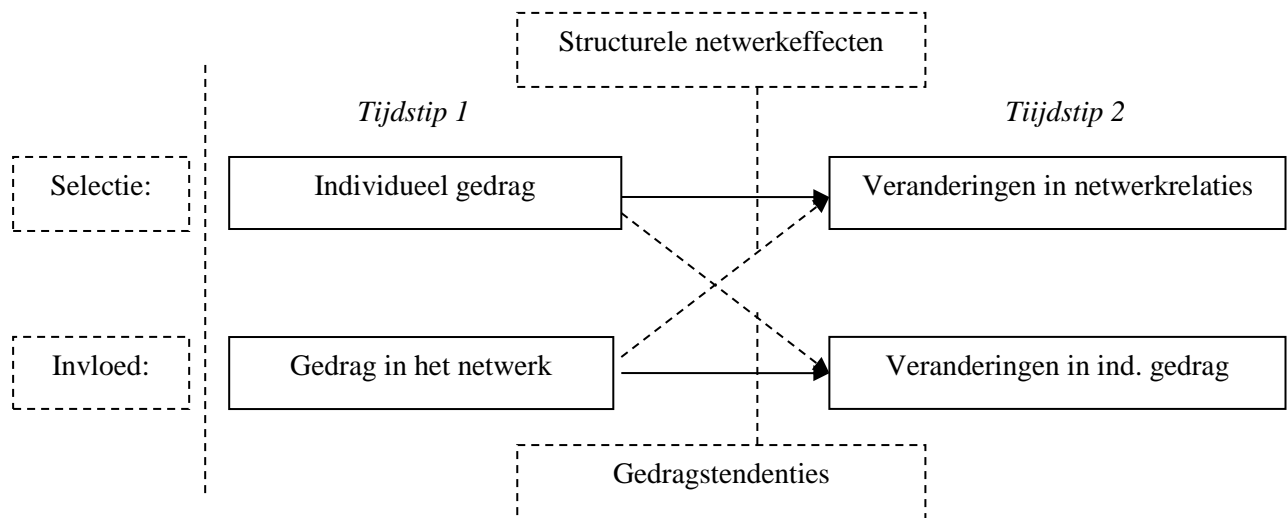 Structurele netwerkeffecten
Tijdstip 1
Tiijdstip 2
Selectie:
Individueel gedrag
Veranderingen in netwerkrelaties
Invloed:
Gedrag in het netwerk
Veranderingen in ind. gedrag
Gedragstendenties